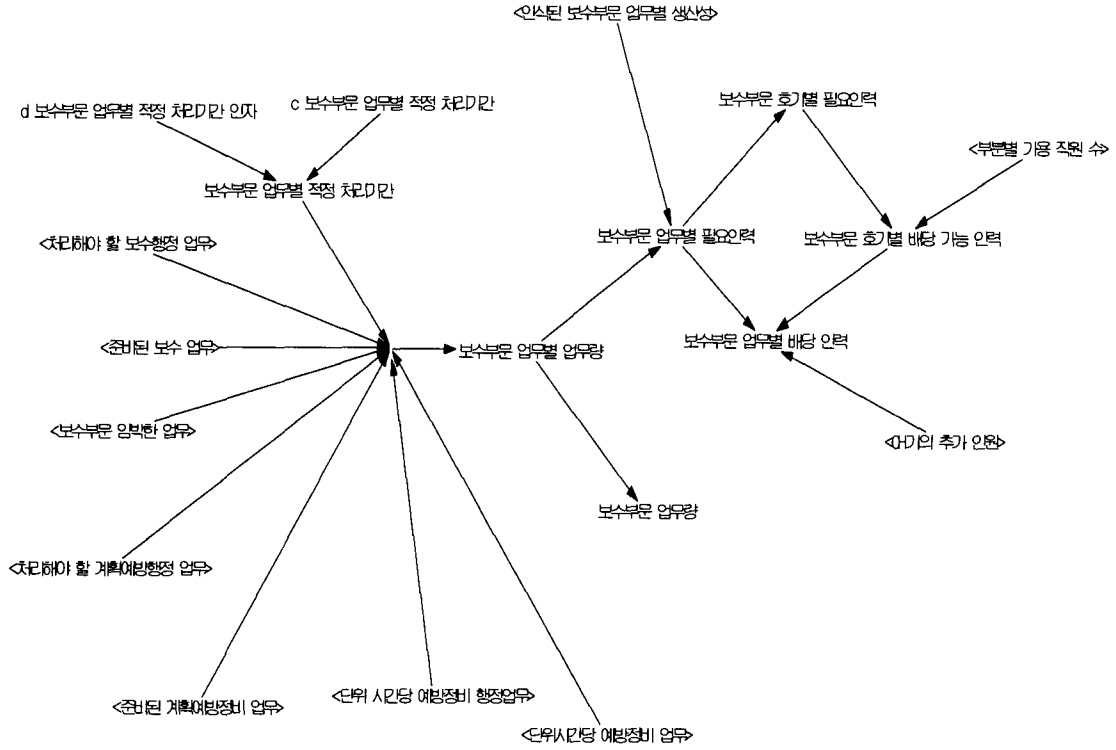 <인식된 보수부문 업무별 생산성>
d 보수부문 업무별 적정 처리기간 인자
c 보수부문 업무별 적정 처리기간
보수부문 호기별 필요인력
<부분별 가용 직원 수>
보수부문 업무별 적정 처리기간
<처리해야 할 보수행정 업무>
보수부문 업무별 필요인력
보수부문 호기별 배당 가능 인력
<준비된 보수 업무>
보수부문 업무별 업무량
보수부문 업무별 배당 인력
<보수부문 임박한 업무>
추가 인원>
보수부문 업무량
<처리해야 할 계획예방행정 업무>
<준비된 계획예방정비 업무>
<단위 시간당 예방정비 행정업무>
<단위시간당 예방정비 업무>